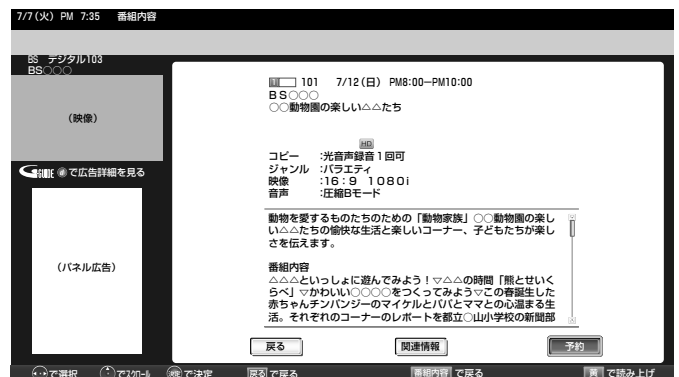 7/7(火) PM 7:35 番組内容
BS デジタル103
BS○○○
(映像)
GGUIDE で広告詳細を見る
(パネル広告)
101 7/12(日) PM8:00ーPM10:00
BS○○○
○○動物園の楽しい△△たち
HD
コピー :光音声録音1回可
ジャンル :バラエティ
映像 :16:9 1080i
音声 :圧縮Bモード
動物を愛するものたちのための「動物家族」○○動物園の楽し
い△△たちの愉快な生活と楽しいコーナー、子どもたちが楽し
さを伝えます。
番組内容
△△△といっしょに遊んでみよう!▽△△の時間「熊とせいく
らべ」▽かわいい○○○○をつくってみよう▽この春誕生した
赤ちゃんチンパンジーのマイケルとパパとママとの心温まる生
活。それぞれのコーナーのレポートを都立○山小学校の新聞部
戻る 関連情報 予約
で選択 でスクロール 決定 で決定 戻る で戻る 番組内容 で戻る 黄 で読み上げ